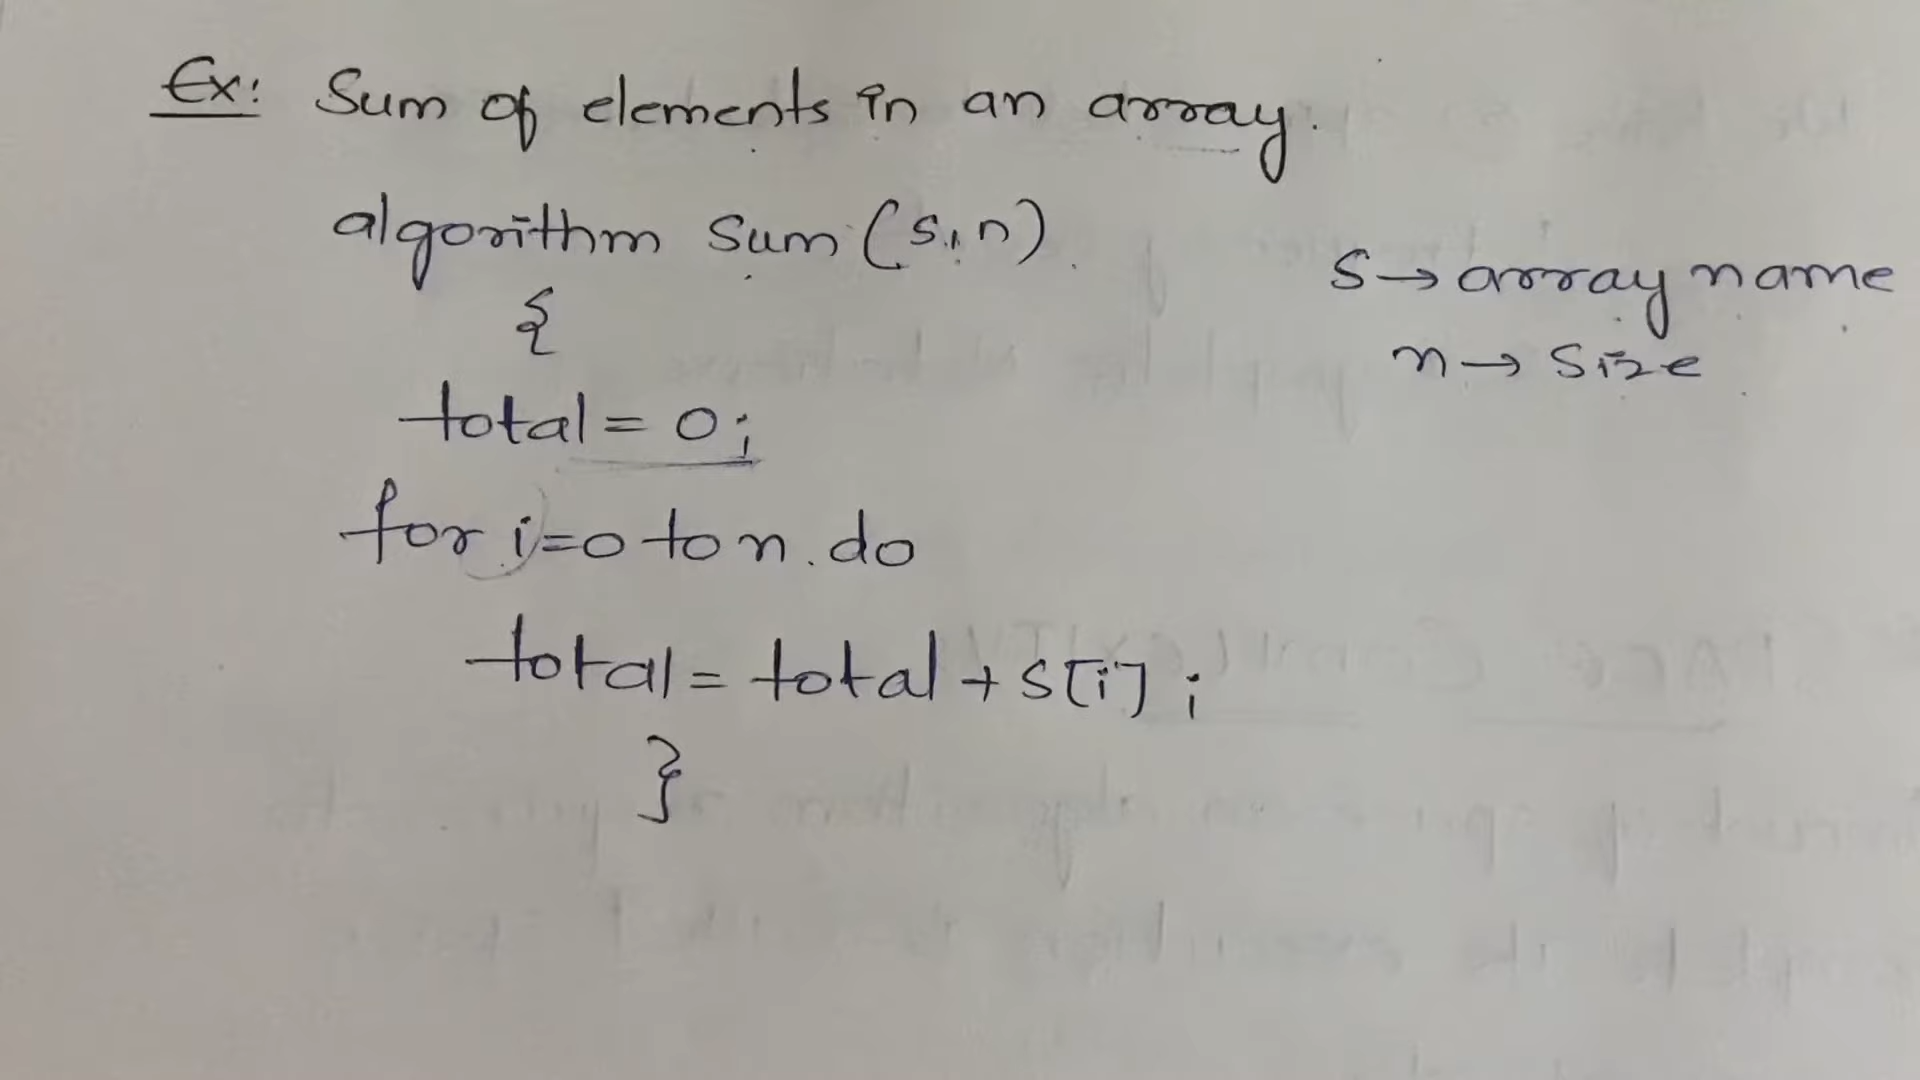 Ex: Sum of elements in an array.
algorithm Sum (s, n)
s → array name
{
n → size
total = 0;
for i=0 to n. do
total = total + s[i];
}